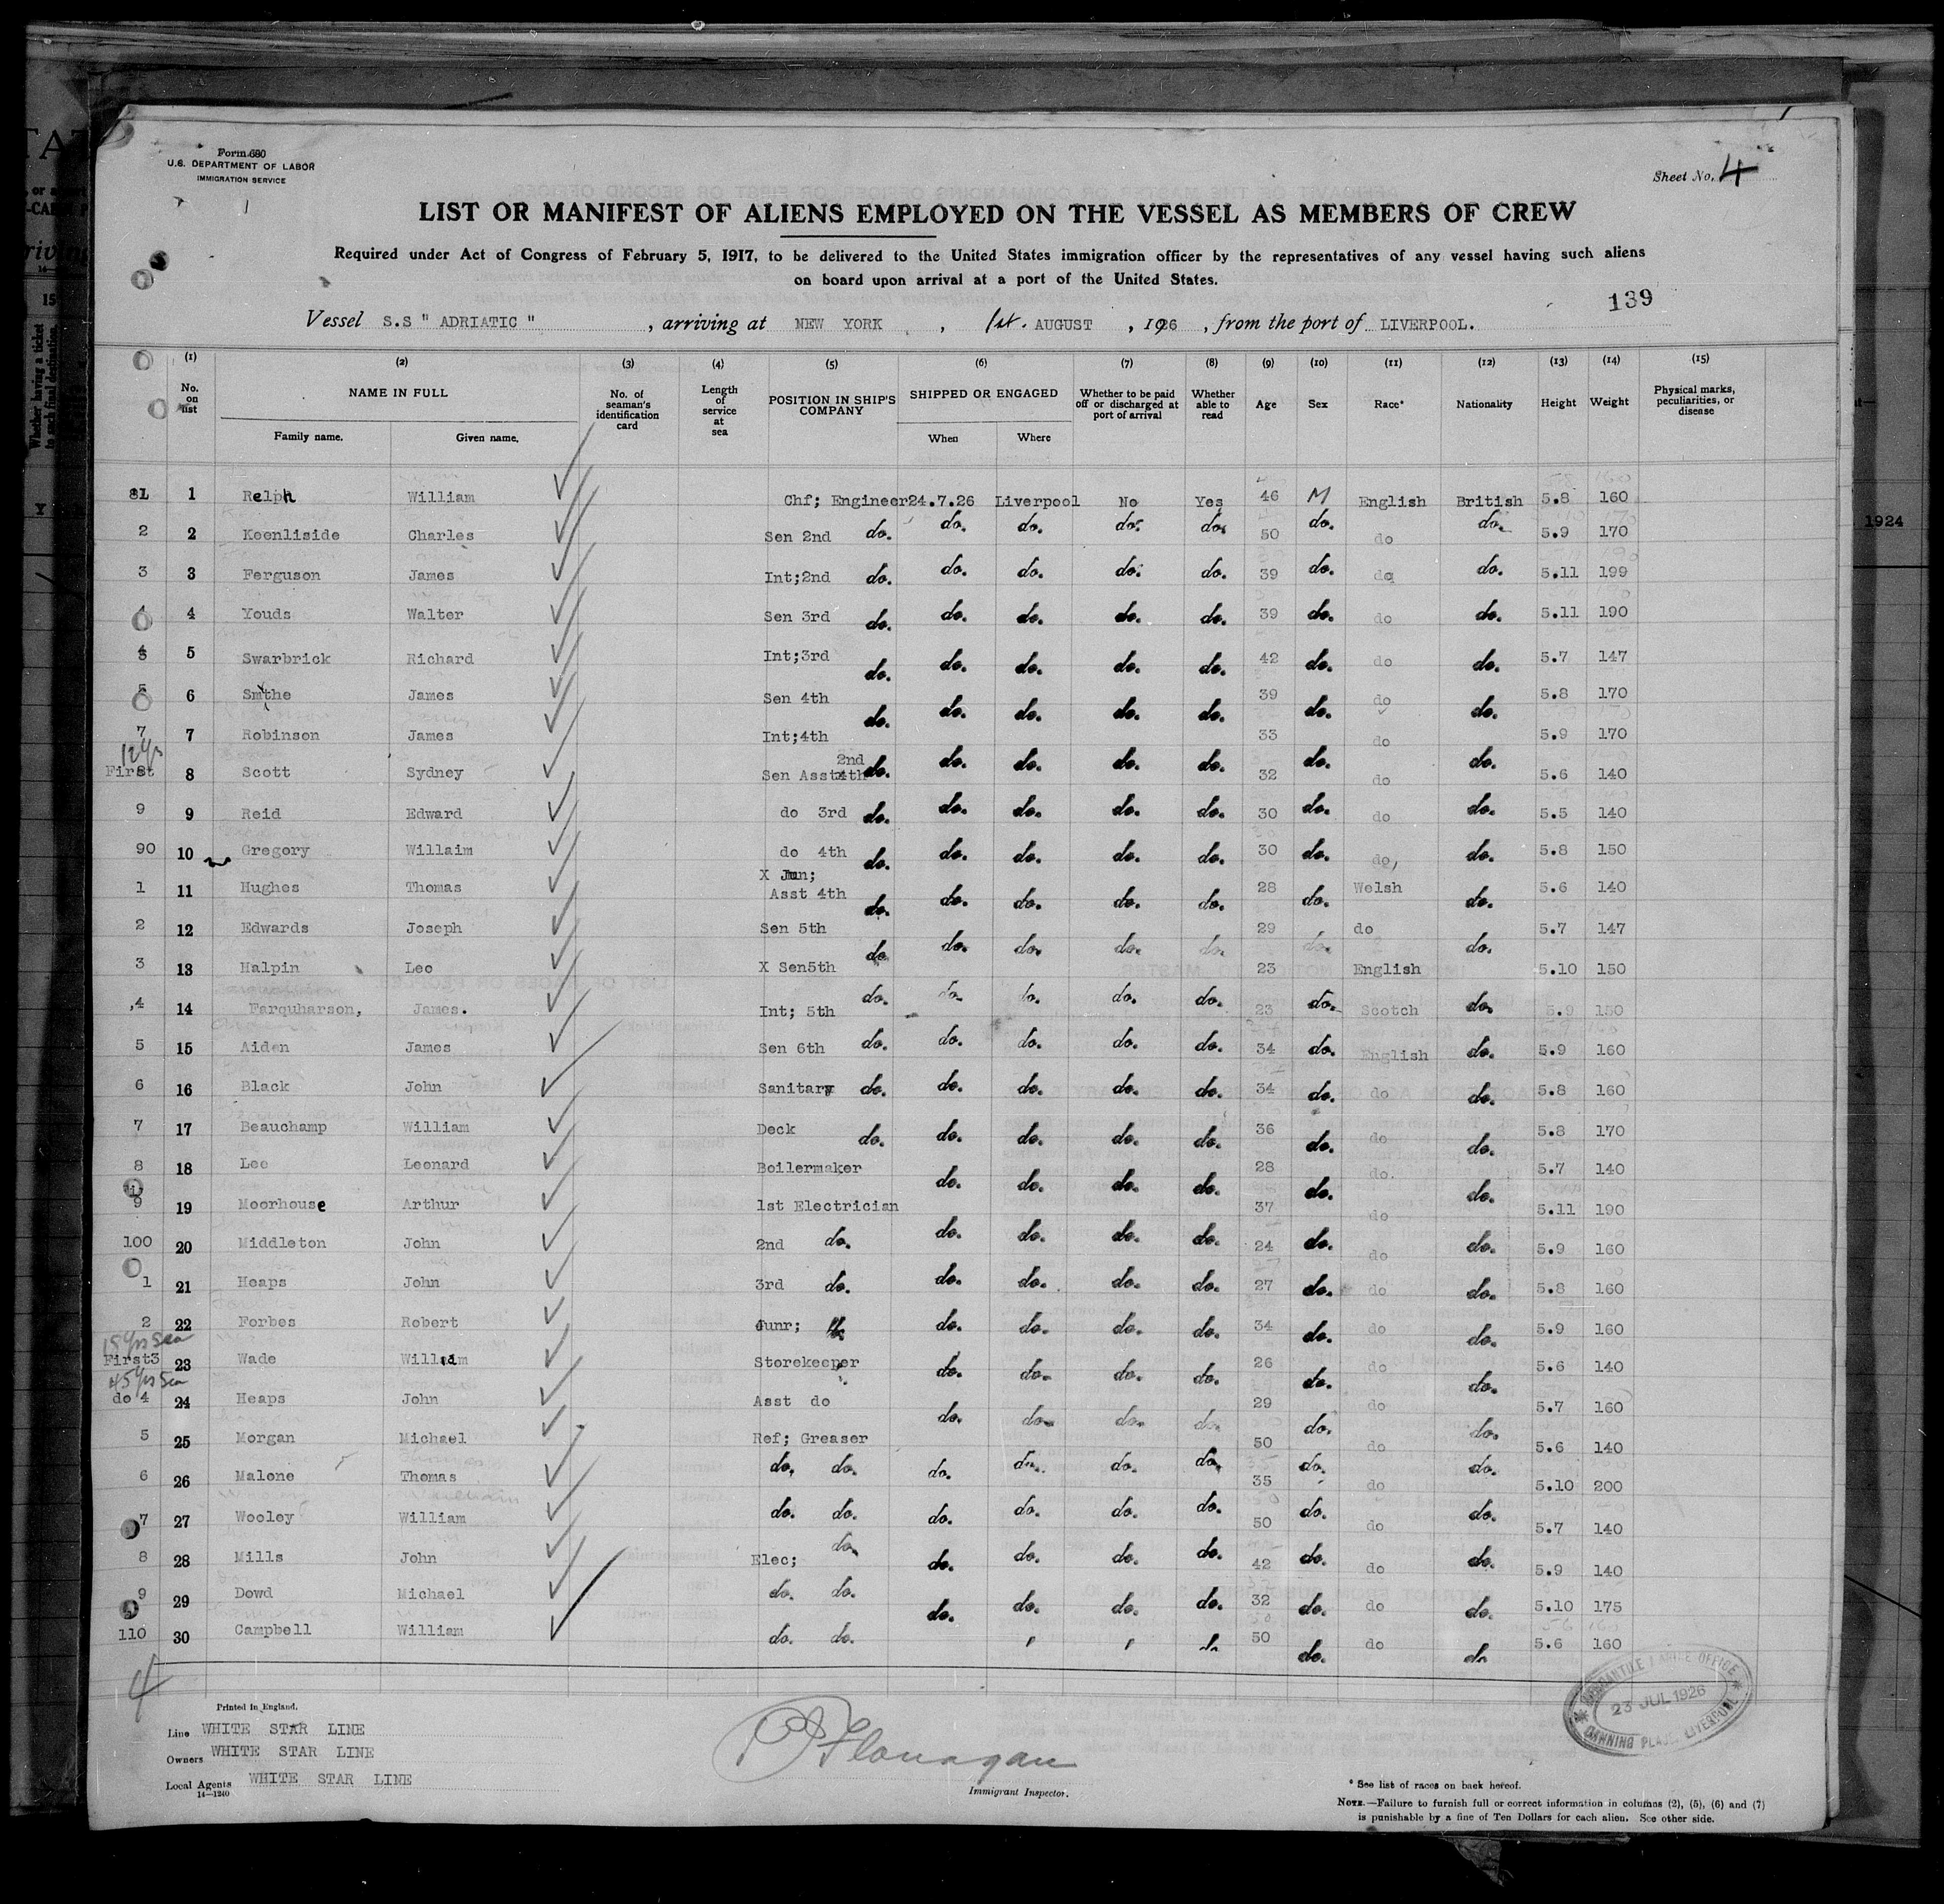 Form 680
U.S. DEPARTMENT OF LABOR
IMMIGRATION SERVICE
Sheet No. 4
LIST OR MANIFEST OF ALIENS EMPLOYED ON THE VESSEL AS MEMBERS OF CREW
Required under Act of Congress of February 5, 1917, to be delivered to the United States immigration officer by the representatives of any vessel having such aliens
on board upon arrival at a port of the United States.
139
Vessel S.S " ADRIATIC " , arriving at NEW YORK , 1st. AUGUST , 1926 , from the port of LIVERPOOL.
(1) (2) (3) (4) (5) (6) (7) (8) (9) (10) (11) (12) (13) (14) (15)
No. on list NAME IN FULL No. of seaman's identification card Length of service at sea POSITION IN SHIP'S COMPANY SHIPPED OR ENGAGED Whether to be paid off or discharged at port of arrival Whether able to read Age Sex Race* Nationality Height Weight Physical marks, peculiarities, or disease
Family name. Given name. When Where
81 1 Relph William Chf; Engineer 24.7.26 Liverpool No Yes 46 M English British 5.8 160
2 2 Keenliside Charles Sen 2nd do. do. do. do. do. 50 do. do do. 5.9 170
3 3 Ferguson James Int;2nd do. do. do. do. do. 39 do. do do. 5.11 199
4 4 Youds Walter Sen 3rd do. do. do. do. do. 39 do. do do. 5.11 190
5 5 Swarbrick Richard Int;3rd do. do. do. do. do. 42 do. do do. 5.7 147
6 Smthe James Sen 4th do. do. do. do. do. 39 do. do do. 5.8 170
7 7 Robinson James Int;4th do. do. do. do. do. 33 do. do do. 5.9 170
12 yrs
First 8 Scott Sydney Sen Asst 2nd 32 do 5.6 140
9 9 Reid Edward do 3rd do. do. do. do. do. 30 do. do do. 5.5 140
90 10 Gregory Willaim do 4th do. do. do. do. do. 30 do. do, do. 5.8 150
1 11 Hughes Thomas X Jun; Asst 4th do. do. do. do. do. 28 do. Welsh do. 5.6 140
2 12 Edwards Joseph Sen 5th do. do. do. do. do. 29 do. do do. 5.7 147
3 13 Halpin Leo X Sen5th 23 English 5.10 150
4 14 Farquharson, James. Int; 5th do. do. do. do. do. 23 do. Scotch do. 5.9 150
5 15 Aiden James Sen 6th do. do. do. do. do. 34 do. English do. 5.9 160
6 16 Black John Sanitary do. do. do. do. do. 34 do. do do. 5.8 160
7 17 Beauchamp William Deck do. do. do. do. do. 36 do. do do. 5.8 170
8 18 Lee Leonard Boilermaker do. do. do. do. 28 do. do. do. 5.7 140
9 19 Moorhouse Arthur 1st Electrician 37 do 5.11 190
100 20 Middleton John 2nd do. do. do. do. do. 24 do. do do. 5.9 160
1 21 Heaps John 3rd do. do. do. do. do. 27 do. do do. 5.8 160
2 22 Forbes Robert Junr; do. do. do. do. do. 34 do. do do. 5.9 160
15 yrs Sea
First3 23 Wade William Storekeeper do. do. do. do. 26 do. do do. 5.6 140
45 yrs Sea
do 4 24 Heaps John Asst do do. do. do. do. 29 do. do do. 5.7 160
5 25 Morgan Michael Ref; Greaser 50 do 5.6 140
6 26 Malone Thomas do. do. do. do. do. do. 35 do. do do. 5.10 200
7 27 Wooley William do. do. do. do. do. do. 50 do. do do. 5.7 140
8 28 Mills John Elec; do. do. do. do. do. 42 do. do do. 5.9 140
9 29 Dowd Michael do. do. do. do. do. do. 32 do. do do. 5.10 175
110 30 Campbell William do. do. 50 do. do do 5.6 160
4
Printed in England.
Line WHITE STAR LINE
Owners WHITE STAR LINE
Local Agents WHITE STAR LINE
14—1240
Flanagan
Immigrant Inspector.
MERCANTILE MARINE OFFICE
23 JUL 1926
CANNING PLACE, LIVERPOOL
* See list of races on back hereof.
NOTE.—Failure to furnish full or correct information in columns (2), (5), (6) and (7)
is punishable by a fine of Ten Dollars for each alien. See other side.
Whether having a ticket
to such final destination.
1924